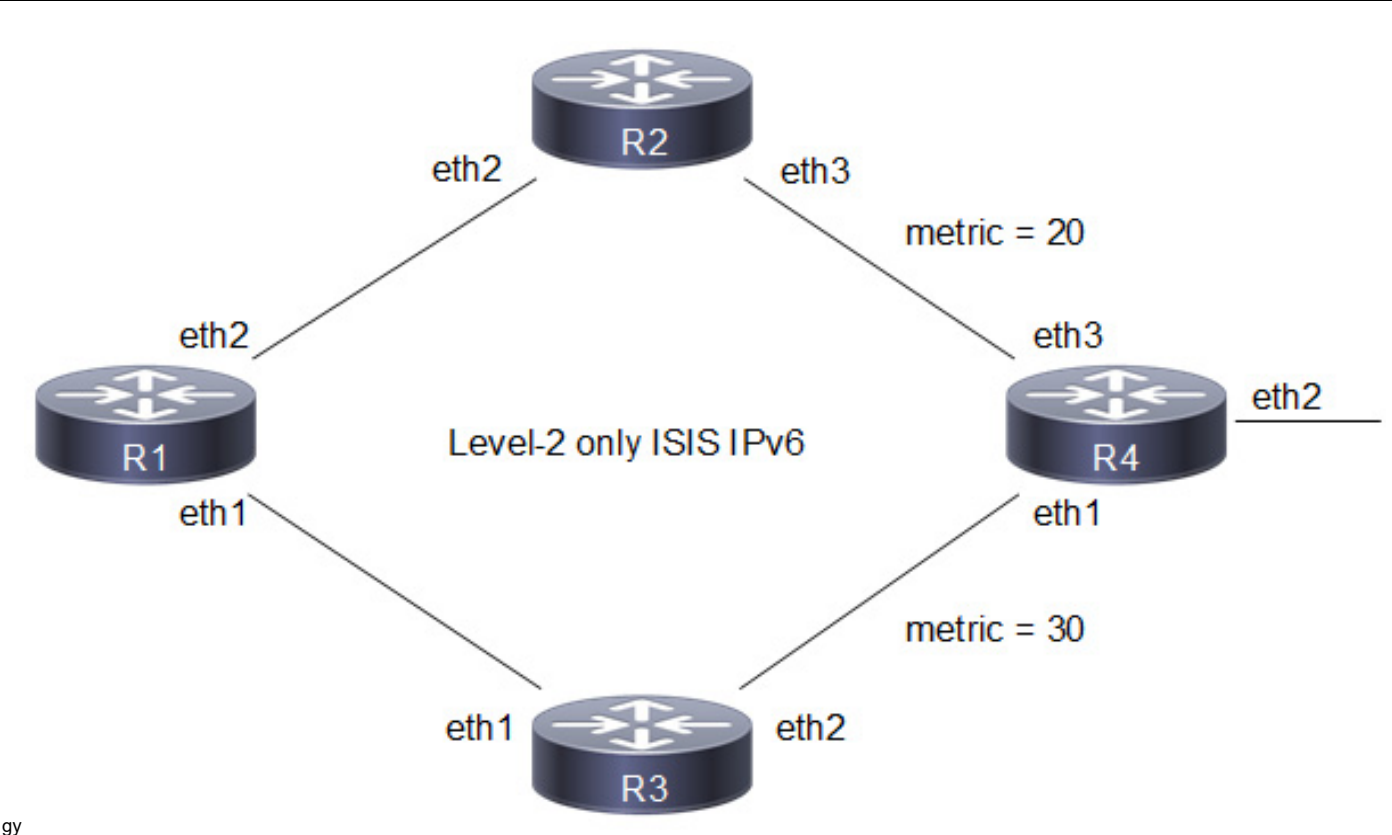 R2
eth2
eth3
metric = 20
eth2
eth3
eth2
R1
Level-2 only ISIS IPv6
R4
eth1
eth1
metric = 30
eth1
eth2
R3
gy